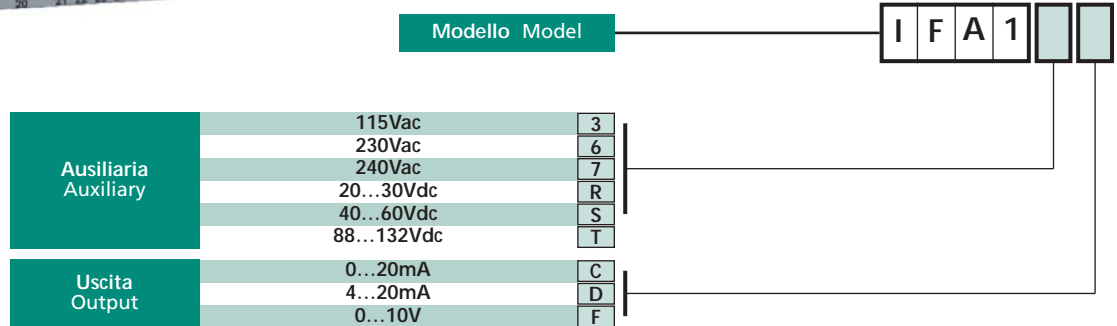 Modello Model
I F A 1
Ausiliaria
Auxiliary
115Vac 3
230Vac 6
240Vac 7
20...30Vdc R
40...60Vdc S
88...132Vdc T
Uscita
Output
0...20mA C
4...20mA D
0...10V F